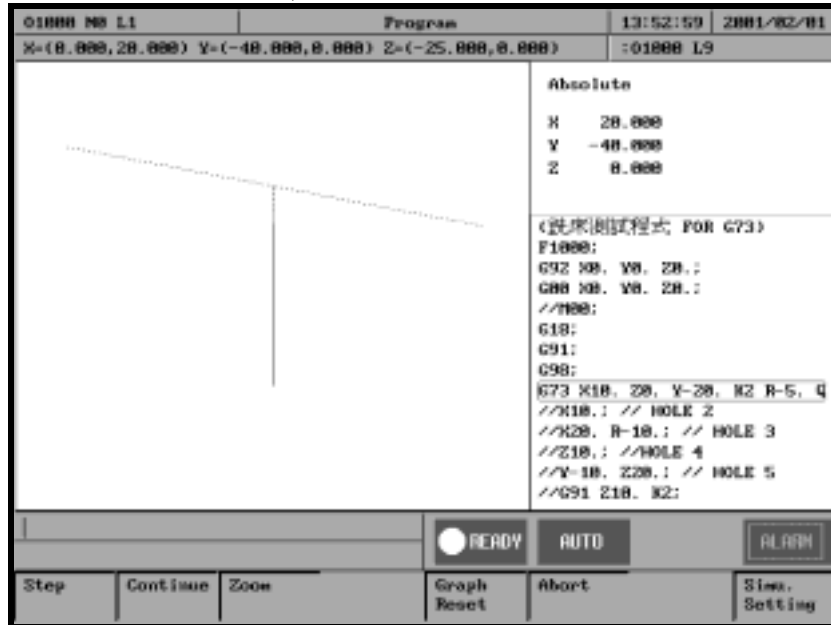 O1000 N0 L1 Program 13:52:59 2001/02/01
X=(0.000,20.000) Y=(-40.000,0.000) Z=(-25.000,0.000) :O1000 L9
Absolute
X 20.000
Y -40.000
Z 0.000
(銑床測試程式 FOR G73)
F1000;
G92 X0. Y0. Z0.;
G00 X0. Y0. Z0.;
//M00;
G18;
G91;
G98;
G73 X10. Z0. Y-20. K2 R-5. Q
//X10.; // HOLE 2
//X20. R-10.; // HOLE 3
//Z10.; //HOLE 4
//Y-10. Z20.; // HOLE 5
//G91 Z10. K2;
READY AUTO ALARM
Step Continue Zoom Graph Reset Abort Simu. Setting